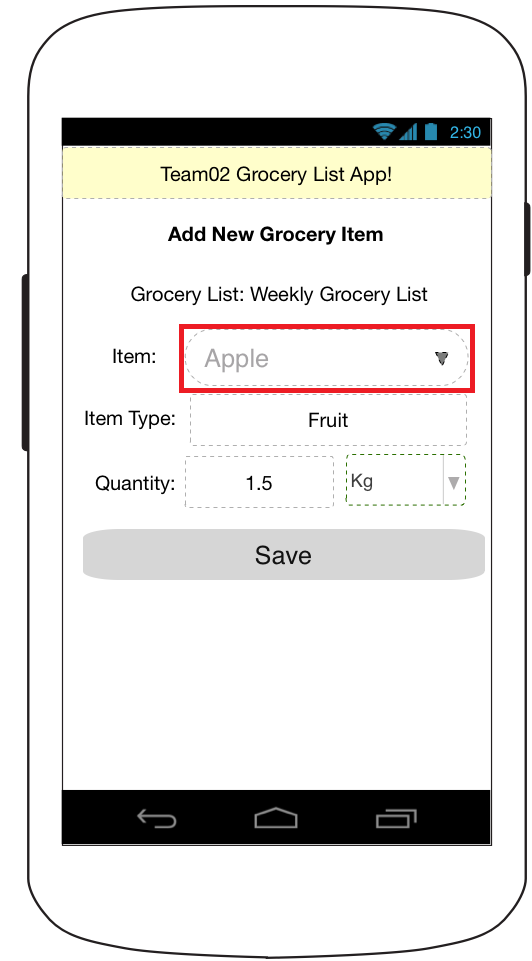 2:30
Team02 Grocery List App!
Add New Grocery Item
Grocery List: Weekly Grocery List
Item: Apple
Item Type: Fruit
Quantity: 1.5 Kg
Save